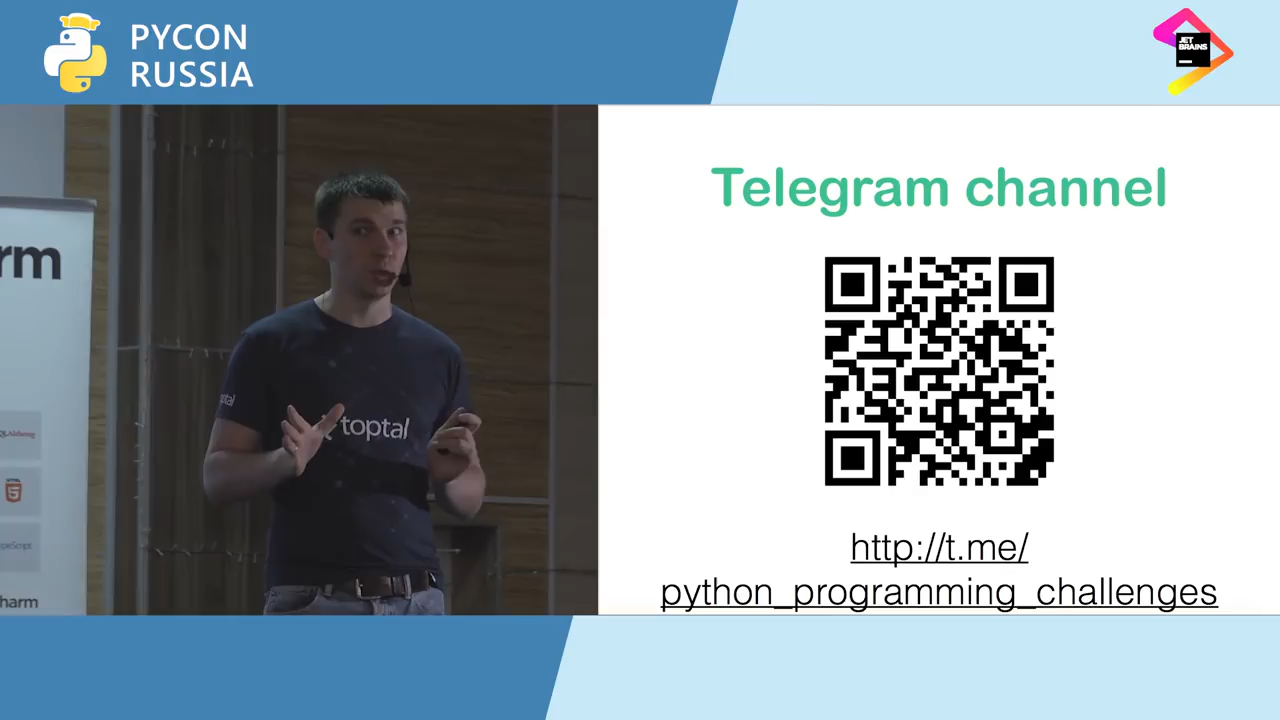 PYCON
RUSSIA
JET
BRAINS
Telegram channel
rm
toptal
http://t.me/
python_programming_challenges
harm